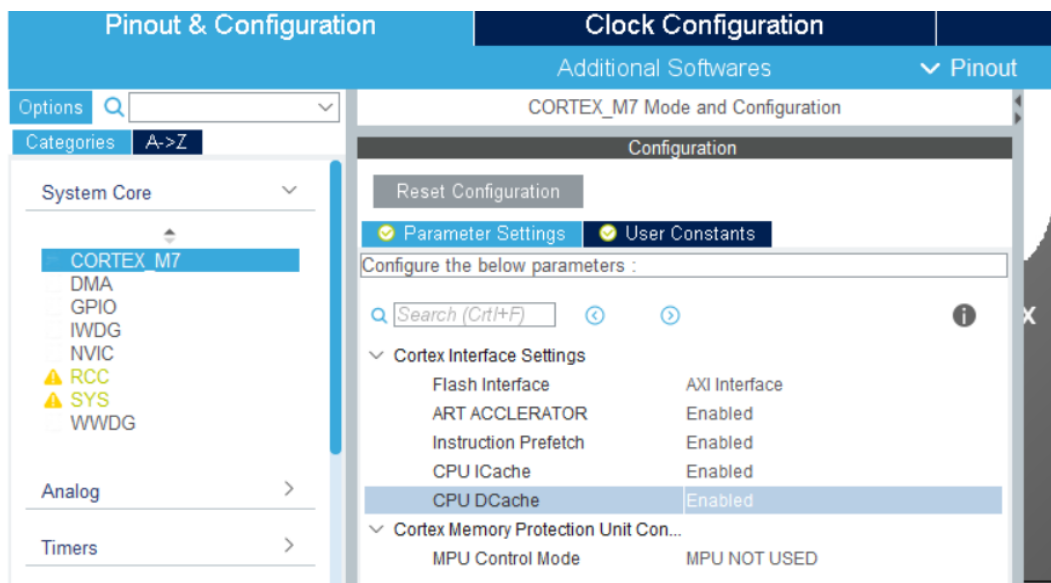 Pinout & Configuration
Clock Configuration
Additional Softwares
Pinout
Options
CORTEX_M7 Mode and Configuration
Categories
A->Z
Configuration
System Core
Reset Configuration
Parameter Settings
User Constants
CORTEX_M7
Configure the below parameters :
DMA
GPIO
Search (Crtl+F)
IWDG
NVIC
Cortex Interface Settings
RCC
Flash Interface AXI Interface
SYS
ART ACCLERATOR Enabled
WWDG
Instruction Prefetch Enabled
CPU ICache Enabled
Analog
CPU DCache Enabled
Cortex Memory Protection Unit Con...
Timers
MPU Control Mode MPU NOT USED
X